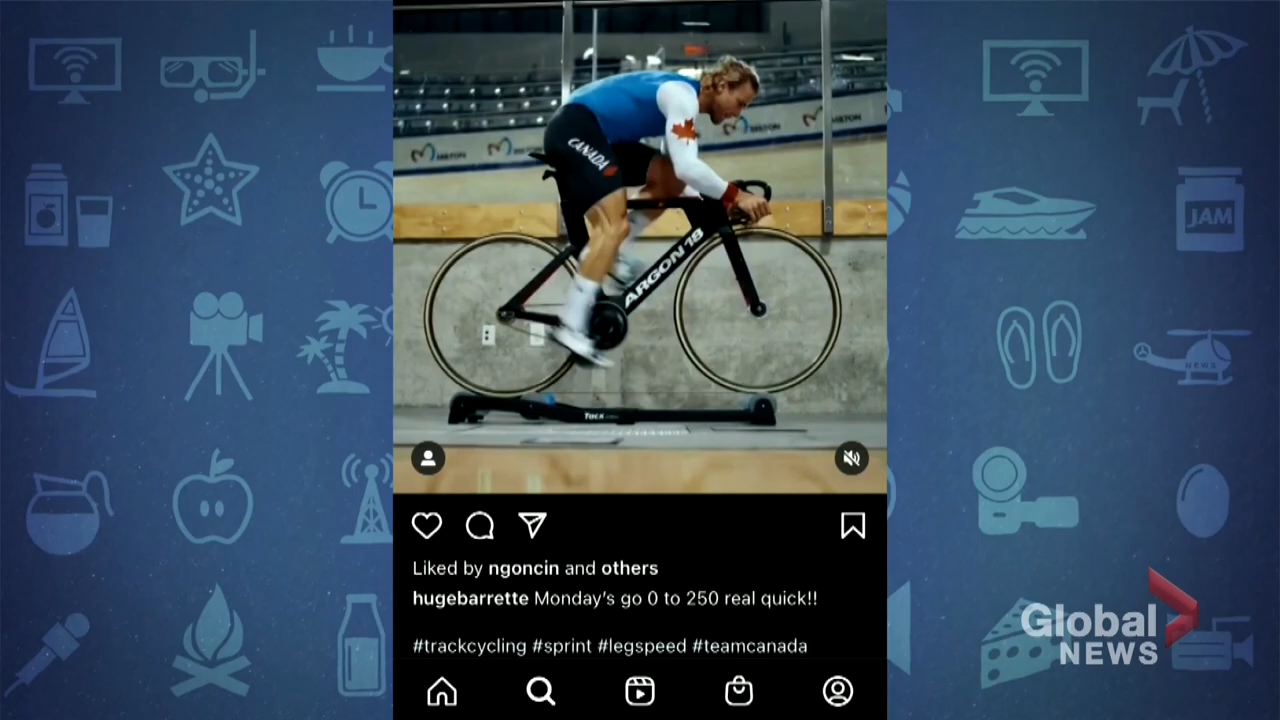 MILTON
MILTON
MILTON
MILTON
CANADA
ARGON 18
Tacx
JAM
NEWS
Liked by ngoncin and others
hugebarrette Monday's go 0 to 250 real quick!!
#trackcycling #sprint #legspeed #teamcanada
Global
NEWS